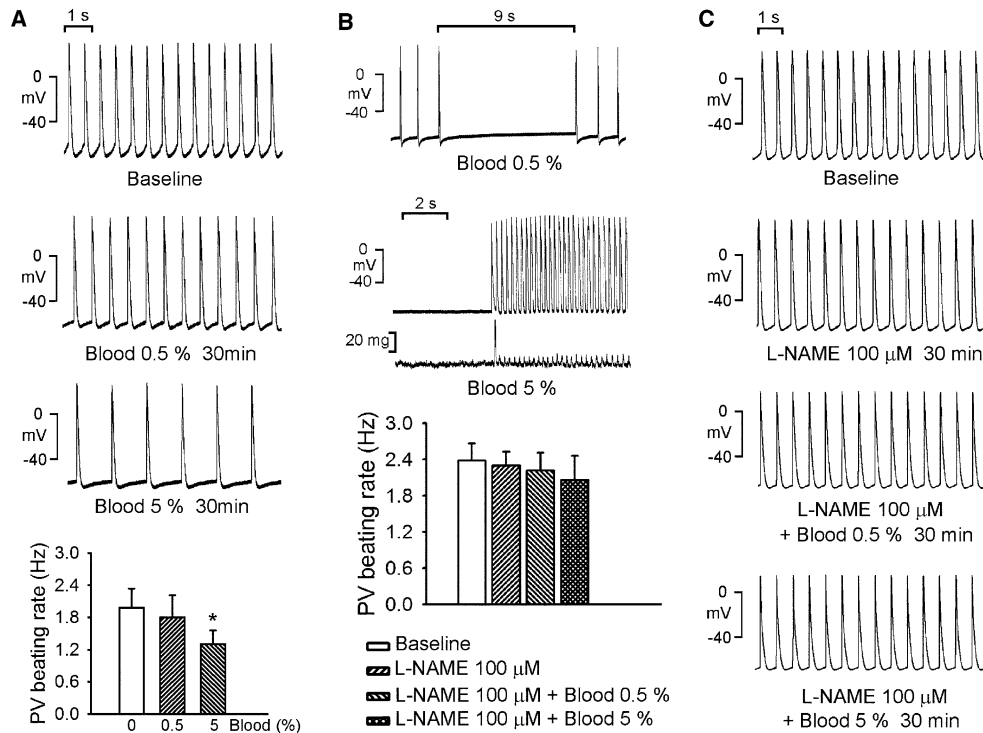 A
1 s
0
mV
-40
Baseline
0
mV
-40
Blood 0.5 % 30min
0
mV
-40
Blood 5 % 30min
PV beating rate (Hz)
3.0
2.4
1.8
1.2
0.6
0.0
*
0 0.5 5 Blood (%)
B
9 s
0
mV
-40
Blood 0.5 %
2 s
0
mV
-40
20 mg
Blood 5 %
PV beating rate (Hz)
3.0
2.4
1.8
1.2
0.6
0.0
Baseline
L-NAME 100 µM
L-NAME 100 µM + Blood 0.5 %
L-NAME 100 µM + Blood 5 %
C
1 s
0
mV
-40
Baseline
0
mV
-40
L-NAME 100 µM 30 min
0
mV
-40
L-NAME 100 µM
+ Blood 0.5 % 30 min
0
mV
-40
L-NAME 100 µM
+ Blood 5 % 30 min